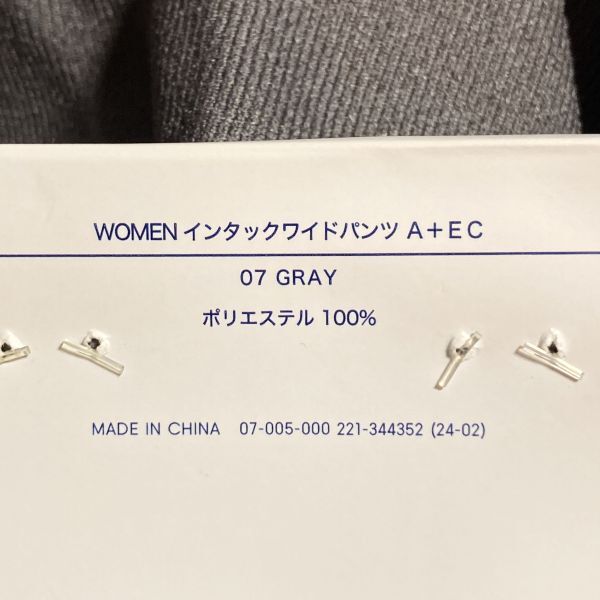 WOMEN インタックワイドパンツ A+EC
07 GRAY
ポリエステル 100%
MADE IN CHINA 07-005-000 221-344352 (24-02)